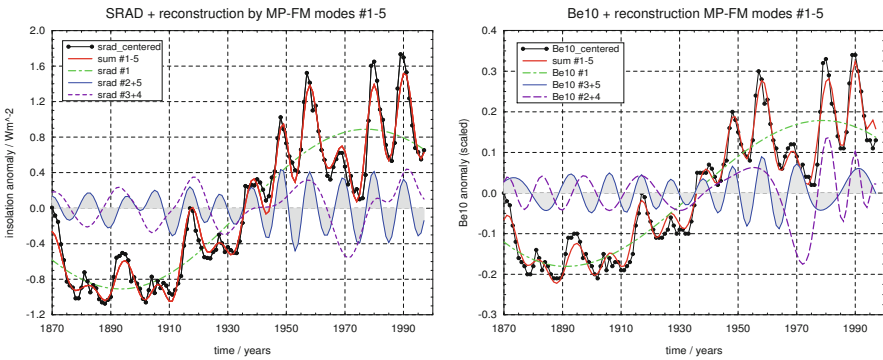 SRAD + reconstruction by MP-FM modes #1-5
2.0
1.6
1.2
0.8
0.4
0.0
-0.4
-0.8
-1.2
insolation anomaly / Wm^-2
srad_centered
sum #1-5
srad #1
srad #2+5
srad #3+4
1870 1890 1910 1930 1950 1970 1990
time / years
Be10 + reconstruction MP-FM modes #1-5
0.4
0.3
0.2
0.1
0.0
-0.1
-0.2
-0.3
Be10 anomaly (scaled)
Be10_centered
sum #1-5
Be10 #1
Be10 #3+5
Be10 #2+4
1870 1890 1910 1930 1950 1970 1990
time / years